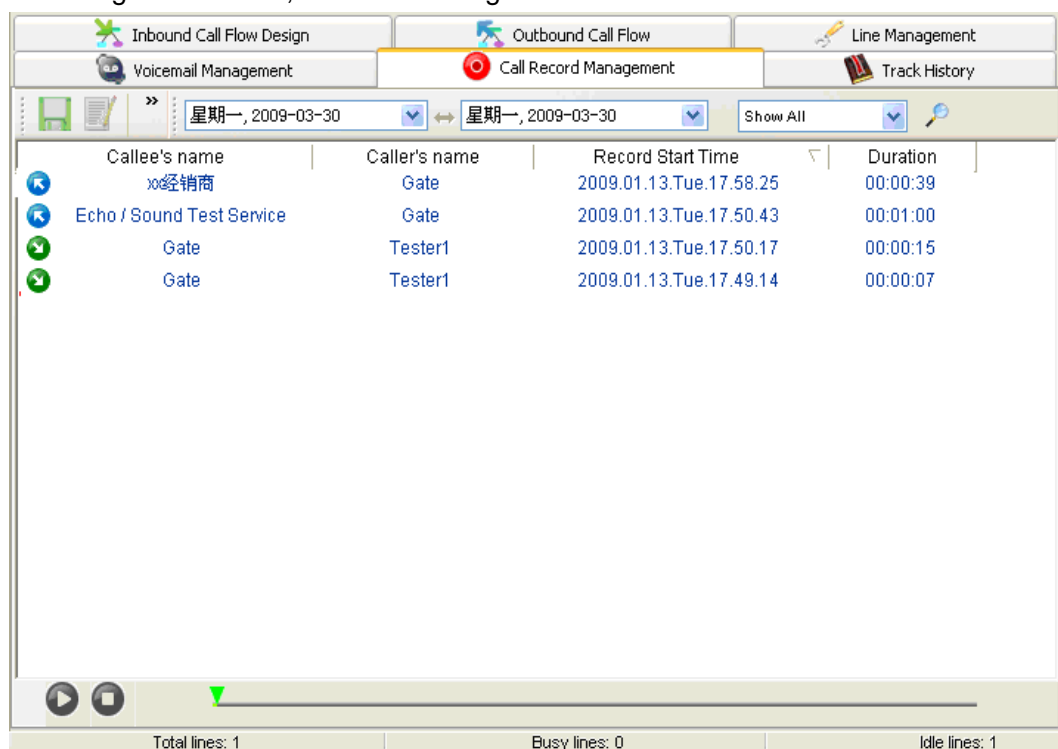 Inbound Call Flow Design Outbound Call Flow Line Management
Voicemail Management Call Record Management Track History
» 星期一, 2009-03-30 星期一, 2009-03-30 Show All
Callee's name Caller's name Record Start Time Duration
xxx经销商 Gate 2009.01.13.Tue.17.58.25 00:00:39
Echo / Sound Test Service Gate 2009.01.13.Tue.17.50.43 00:01:00
Gate Tester1 2009.01.13.Tue.17.50.17 00:00:15
Gate Tester1 2009.01.13.Tue.17.49.14 00:00:07
Total lines: 1 Busy lines: 0 Idle lines: 1